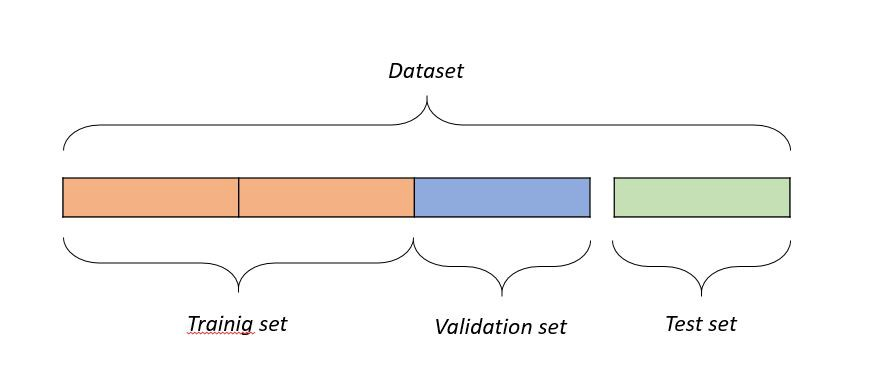 Dataset
Trainig set
Validation set
Test set